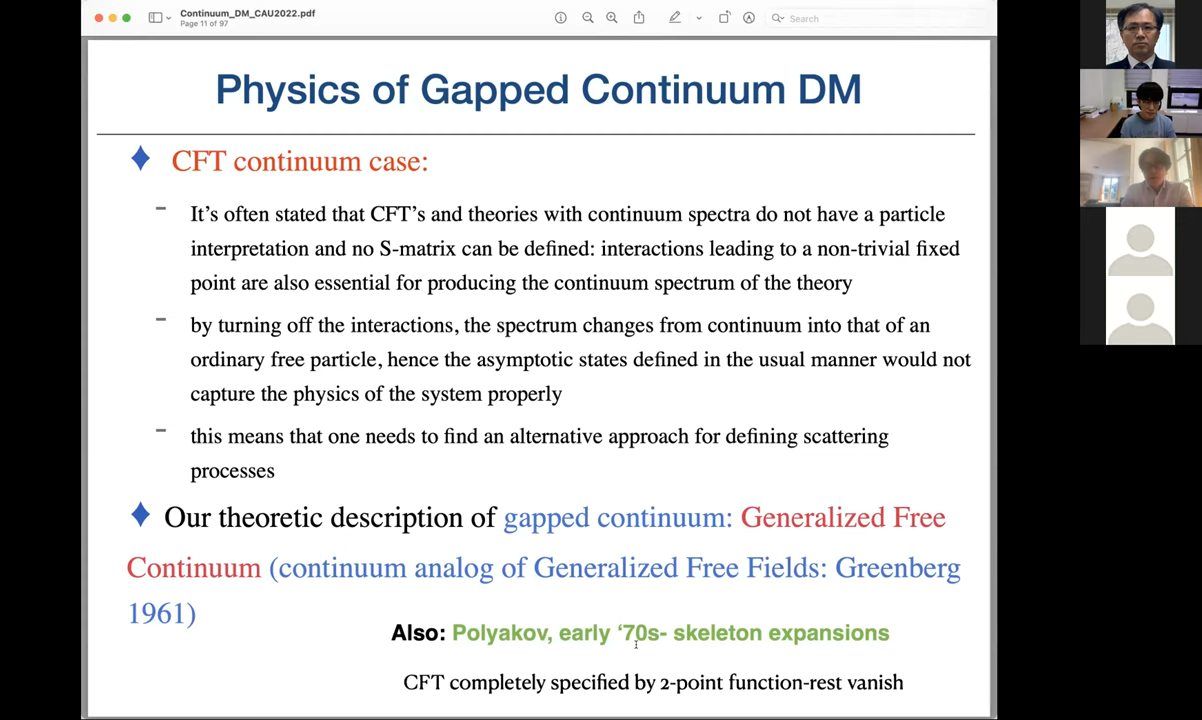 Continuum_DM_CAU2022.pdf
Page 11 of 97
Search
Physics of Gapped Continuum DM
CFT continuum case:
It’s often stated that CFT’s and theories with continuum spectra do not have a particle
interpretation and no S-matrix can be defined: interactions leading to a non-trivial fixed
point are also essential for producing the continuum spectrum of the theory
by turning off the interactions, the spectrum changes from continuum into that of an
ordinary free particle, hence the asymptotic states defined in the usual manner would not
capture the physics of the system properly
this means that one needs to find an alternative approach for defining scattering
processes
Our theoretic description of gapped continuum: Generalized Free
Continuum (continuum analog of Generalized Free Fields: Greenberg
1961)
Also: Polyakov, early ‘70s- skeleton expansions
CFT completely specified by 2-point function-rest vanish